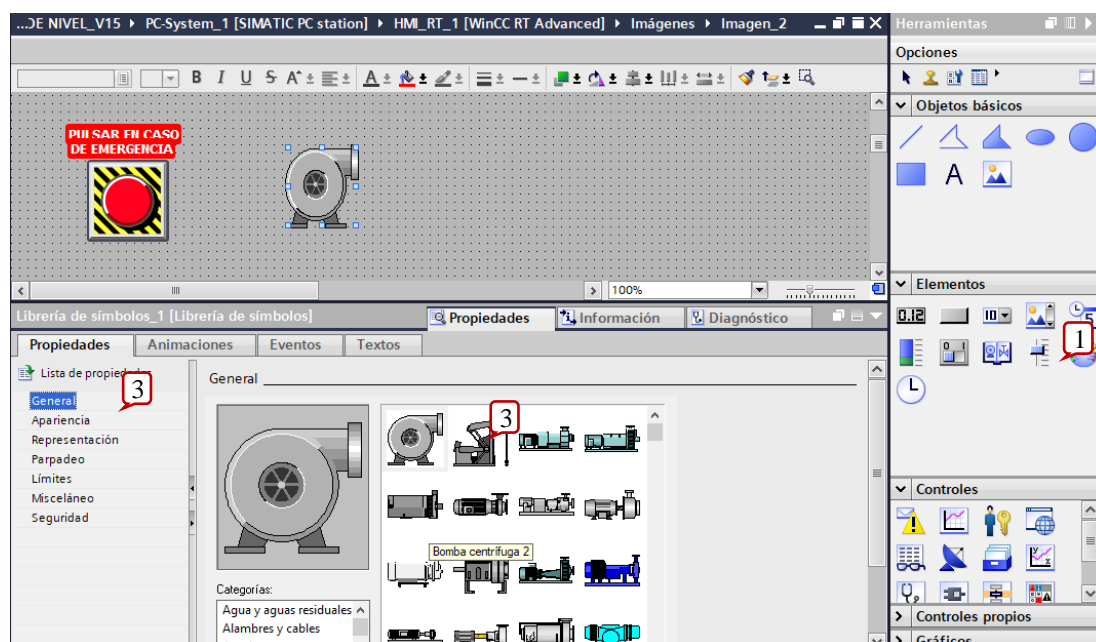 ...DE NIVEL_V15 ▸ PC-System_1 [SIMATIC PC station] ▸ HMI_RT_1 [WinCC RT Advanced] ▸ Imágenes ▸ Imagen_2
Herramientas
Opciones
B I U S A A
Objetos básicos
PULSAR EN CASO
DE EMERGENCIA
A
100%
Elementos
0.12 10 5
1
Librería de símbolos_1 [Librería de símbolos]
Propiedades Información Diagnóstico
Propiedades Animaciones Eventos Textos
Lista de
3
General
Apariencia
Representación
Parpadeo
Límites
Misceláneo
Seguridad
General
3
Bomba centrífuga 2
Categorías:
Agua y aguas residuales
Alambres y cables
Controles
Controles propios
Gráficos